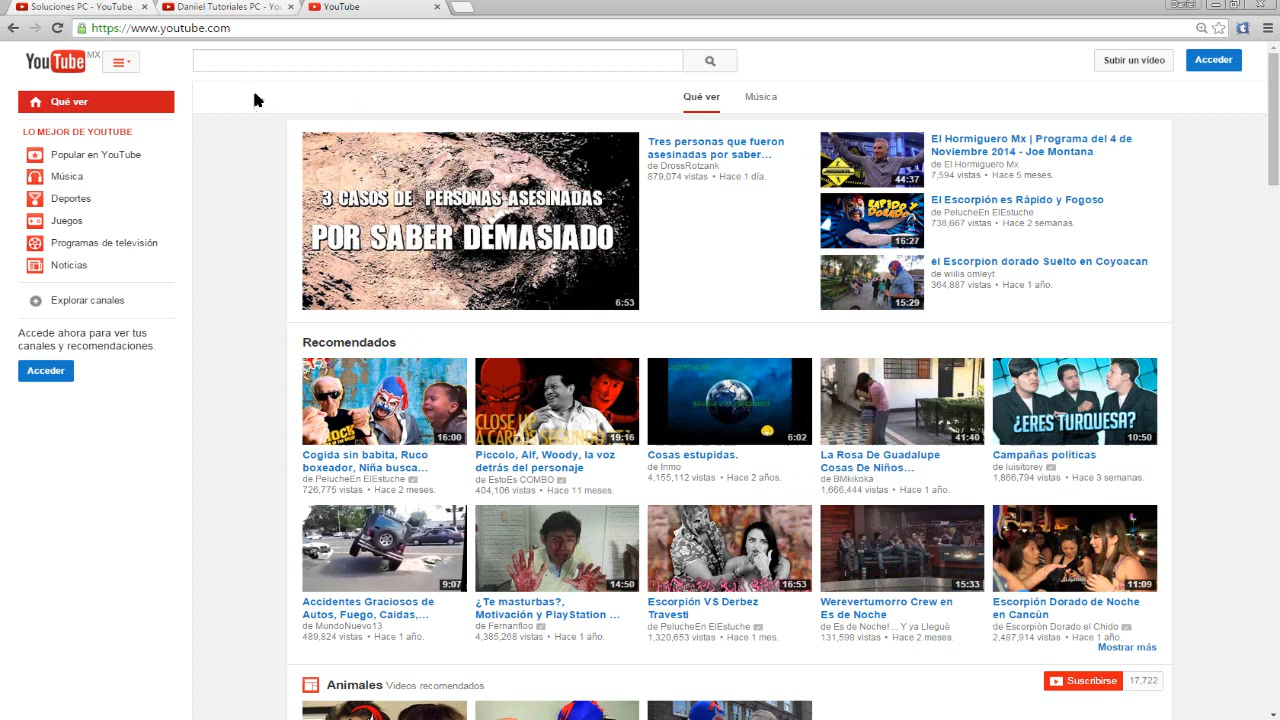 Soluciones PC - YouTube
Daniel Tutoriales PC - Yo
YouTube
https://www.youtube.com
YouTube MX
Subir un vídeo
Acceder
Qué ver
Música
Qué ver
LO MEJOR DE YOUTUBE
Popular en YouTube
Música
Deportes
Juegos
Programas de televisión
Noticias
Explorar canales
Accede ahora para ver tus
canales y recomendaciones.
Acceder
3 CASOS DE PERSONAS ASESINADAS
POR SABER DEMASIADO
6:53
Tres personas que fueron
asesinadas por saber...
de DrossRotzank
879,074 vistas • Hace 1 día.
44:37
El Hormiguero Mx | Programa del 4 de
Noviembre 2014 - Joe Montana
de El Hormiguero Mx
7,594 vistas • Hace 5 meses.
16:27
El Escorpión es Rápido y Fogoso
de PelucheEn ElEstuche
738,667 vistas • Hace 2 semanas.
15:29
él Escorpion dorado Suelto en Coyoacan
de willis omleyt
364,887 vistas • Hace 1 año.
Recomendados
16:00
Cogida sin babita, Ruco
boxeador, Niña busca...
de PelucheEn ElEstuche
726,775 vistas • Hace 2 meses.
CLOSE UP
19:16
Piccolo, Alf, Woody, la voz
detrás del personaje
de EstoEs COMBO
404,106 vistas • Hace 11 meses.
6:02
Cosas estupidas.
de Inmo
4,155,112 vistas • Hace 2 años.
41:40
La Rosa De Guadalupe
Cosas De Niños...
de BMkikoka
1,666,444 vistas • Hace 1 año.
¿ERES TURQUESA?
10:50
Campañas políticas
de luisitorey
1,866,794 vistas • Hace 3 semanas.
9:07
Accidentes Graciosos de
Autos, Fuego, Caidas,...
de MundoNuevo13
489,824 vistas • Hace 1 año.
14:50
¿Te masturbas?,
Motivación y PlayStation ...
de Fernanfloo
4,385,268 vistas • Hace 1 año.
16:53
Escorpión VS Derbez
Travesti
de PelucheEn ElEstuche
1,320,653 vistas • Hace 1 mes.
15:33
Werevertumorro Crew en
Es de Noche
de Es de Noche!... Y ya Lleguè
131,598 vistas • Hace 2 meses.
11:09
Escorpión Dorado de Noche
en Cancún
de Escorpión Dorado el Chido
2,487,914 vistas • Hace 1 año.
Mostrar más
Animales Videos recomendados
Suscribirse 17,722